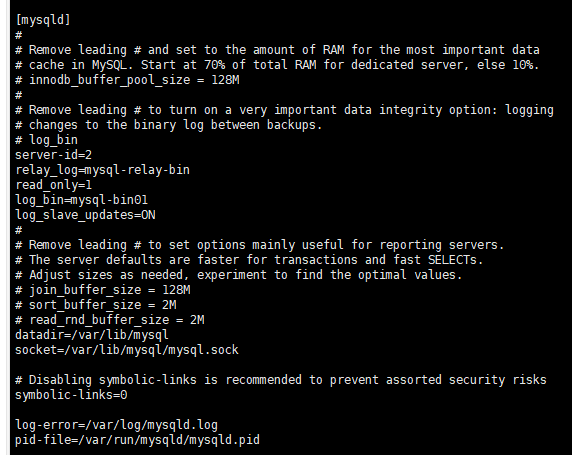 [mysqld]
#
# Remove leading # and set to the amount of RAM for the most important data
# cache in MySQL. Start at 70% of total RAM for dedicated server, else 10%.
# innodb_buffer_pool_size = 128M
#
# Remove leading # to turn on a very important data integrity option: logging
# changes to the binary log between backups.
# log_bin
server-id=2
relay_log=mysql-relay-bin
read_only=1
log_bin=mysql-bin01
log_slave_updates=ON
#
# Remove leading # to set options mainly useful for reporting servers.
# The server defaults are faster for transactions and fast SELECTs.
# Adjust sizes as needed, experiment to find the optimal values.
# join_buffer_size = 128M
# sort_buffer_size = 2M
# read_rnd_buffer_size = 2M
datadir=/var/lib/mysql
socket=/var/lib/mysql/mysql.sock

# Disabling symbolic-links is recommended to prevent assorted security risks
symbolic-links=0

log-error=/var/log/mysqld.log
pid-file=/var/run/mysqld/mysqld.pid